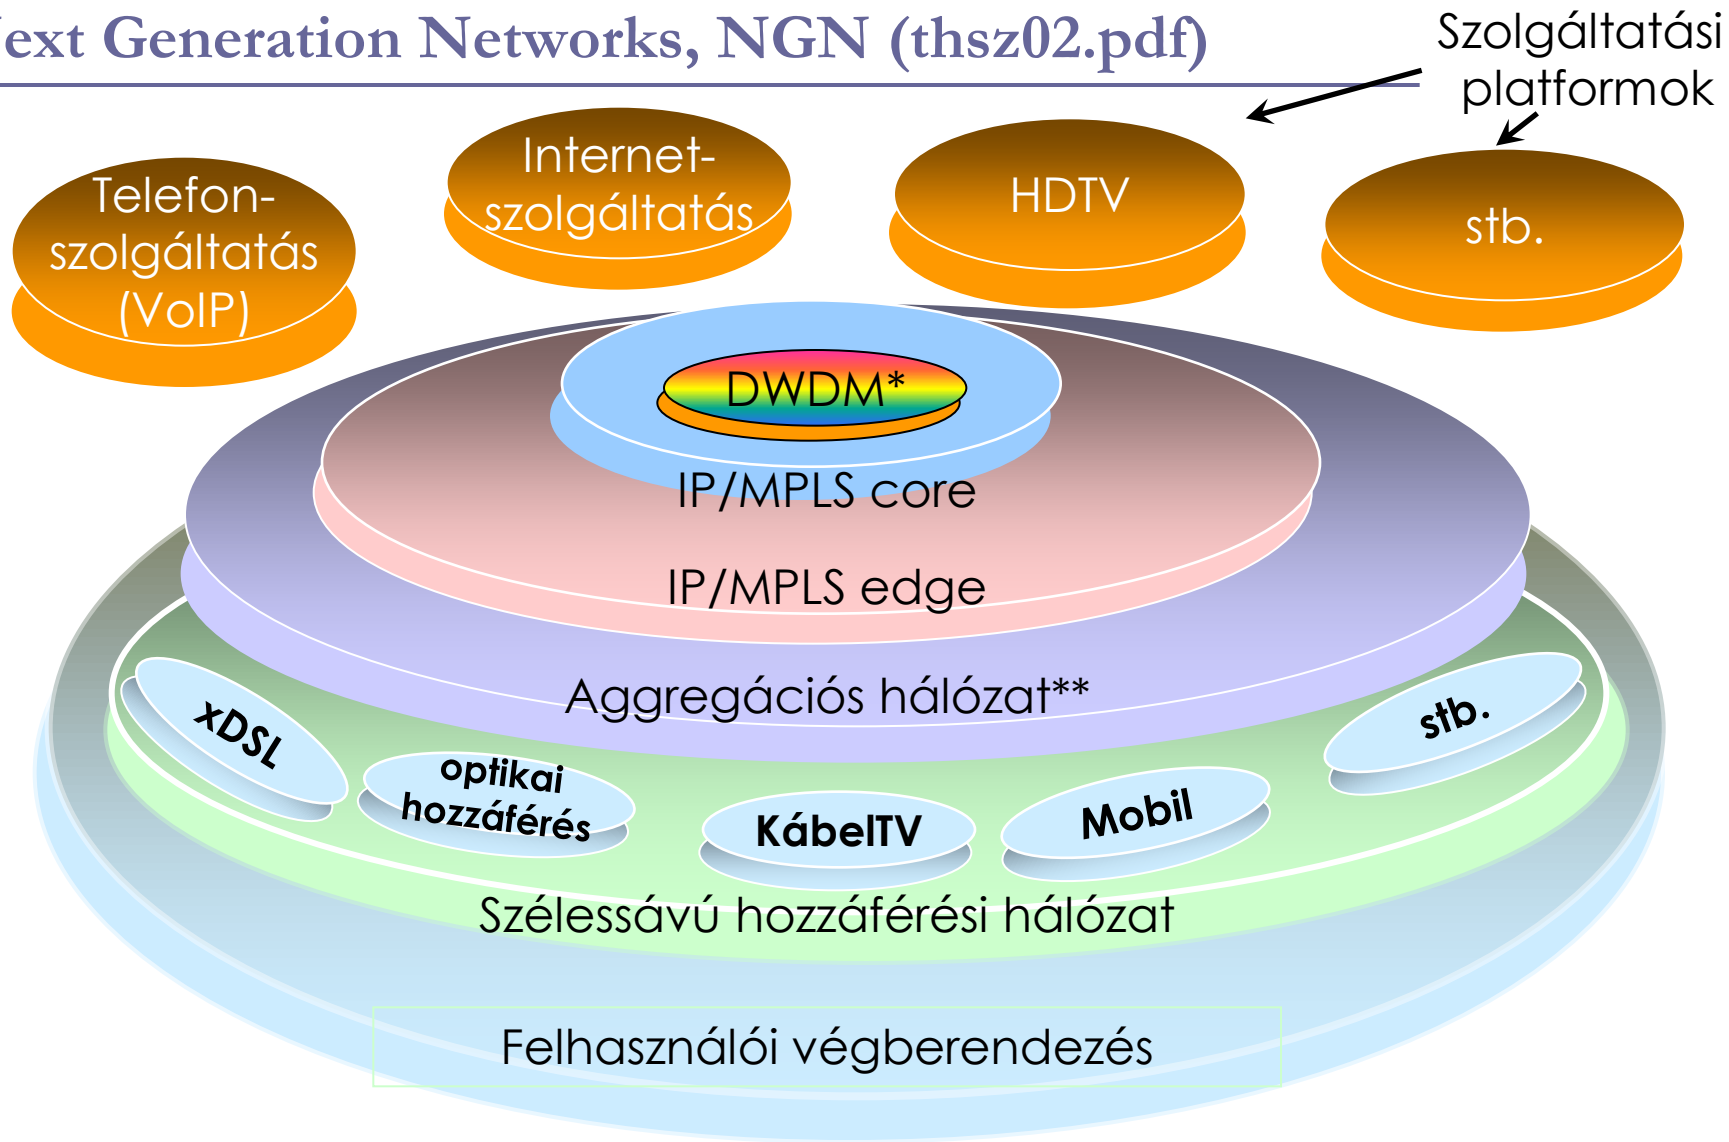 ext Generation Networks, NGN (thsz02.pdf)
Szolgáltatási
platformok
Telefon-
szolgáltatás
(VoIP)
Internet-
szolgáltatás
HDTV
stb.
DWDM*
IP/MPLS core
IP/MPLS edge
Aggregációs hálózat**
xDSL
optikai
hozzáférés
KábelTV
Mobil
stb.
Szélessávú hozzáférési hálózat
Felhasználói végberendezés